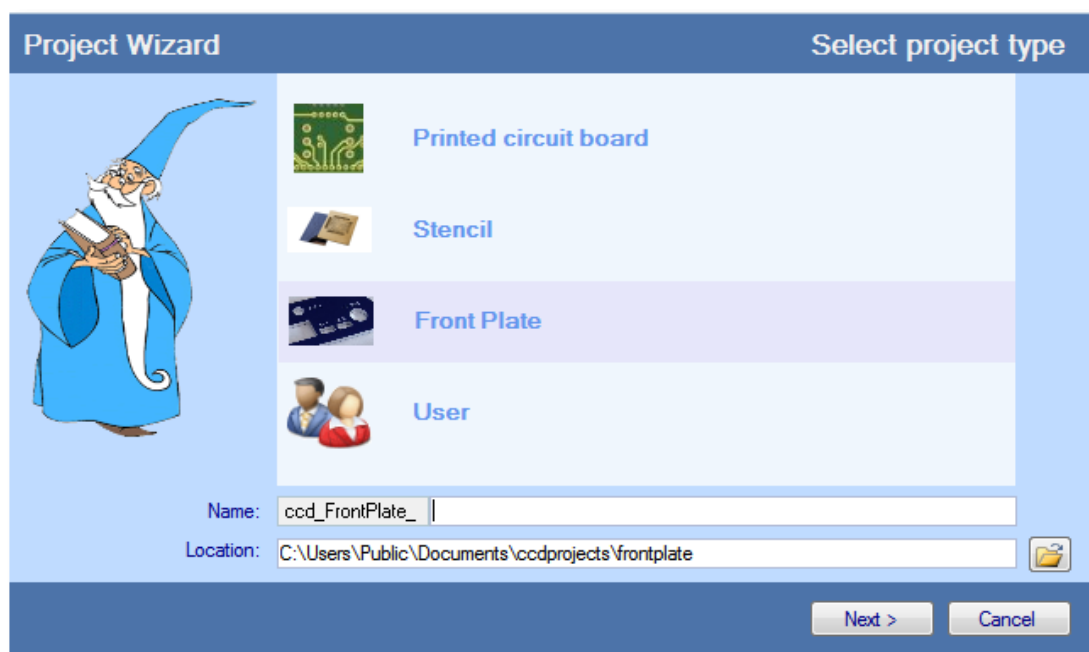 Project Wizard Select project type
Printed circuit board
Stencil
Front Plate
User
Name: ccd_FrontPlate_
Location: C:\Users\Public\Documents\ccdprojects\frontplate
Next > Cancel